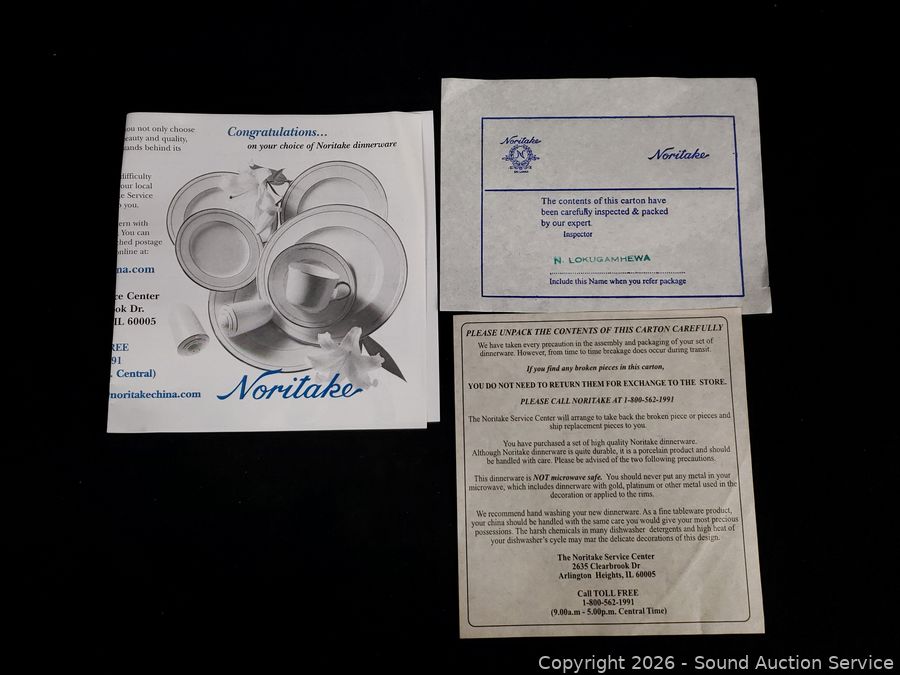 ou not only choose
eauty and quality,
ands behind its
difficulty
our local
e Service
you.
ern with
You can
ched postage
nline at:
na.com
ce Center
ok Dr.
IL 60005
REE
91
. Central)
noritakechina.com
Congratulations...
on your choice of Noritake dinnerware
Noritake
Noritake
N
SRI LANKA
Noritake
The contents of this carton have
been carefully inspected & packed
by our expert.
Inspector
N. LOKUGAMHEWA
Include this Name when you refer package
PLEASE UNPACK THE CONTENTS OF THIS CARTON CAREFULLY
We have taken every precaution in the assembly and packaging of your set of
dinnerware. However, from time to time breakage does occur during transit.
If you find any broken pieces in this carton,
YOU DO NOT NEED TO RETURN THEM FOR EXCHANGE TO THE STORE.
PLEASE CALL NORITAKE AT 1-800-562-1991
The Noritake Service Center will arrange to take back the broken piece or pieces and
ship replacement pieces to you.
You have purchased a set of high quality Noritake dinnerware.
Although Noritake dinnerware is quite durable, it is a porcelain product and should
be handled with care. Please be advised of the two following precautions.
This dinnerware is NOT microwave safe. You should never put any metal in your
microwave, which includes dinnerware with gold, platinum or other metal used in the
decoration or applied to the rims.
We recommend hand washing your new dinnerware. As a fine tableware product,
your china should be handled with the same care you would give your most precious
possessions. The harsh chemicals in many dishwasher detergents and high heat of
your dishwasher's cycle may mar the delicate decorations of this design.
The Noritake Service Center
2635 Clearbrook Dr
Arlington Heights, IL 60005
Call TOLL FREE
1-800-562-1991
(9.00a.m - 5.00p.m. Central Time)
Copyright 2026 - Sound Auction Service